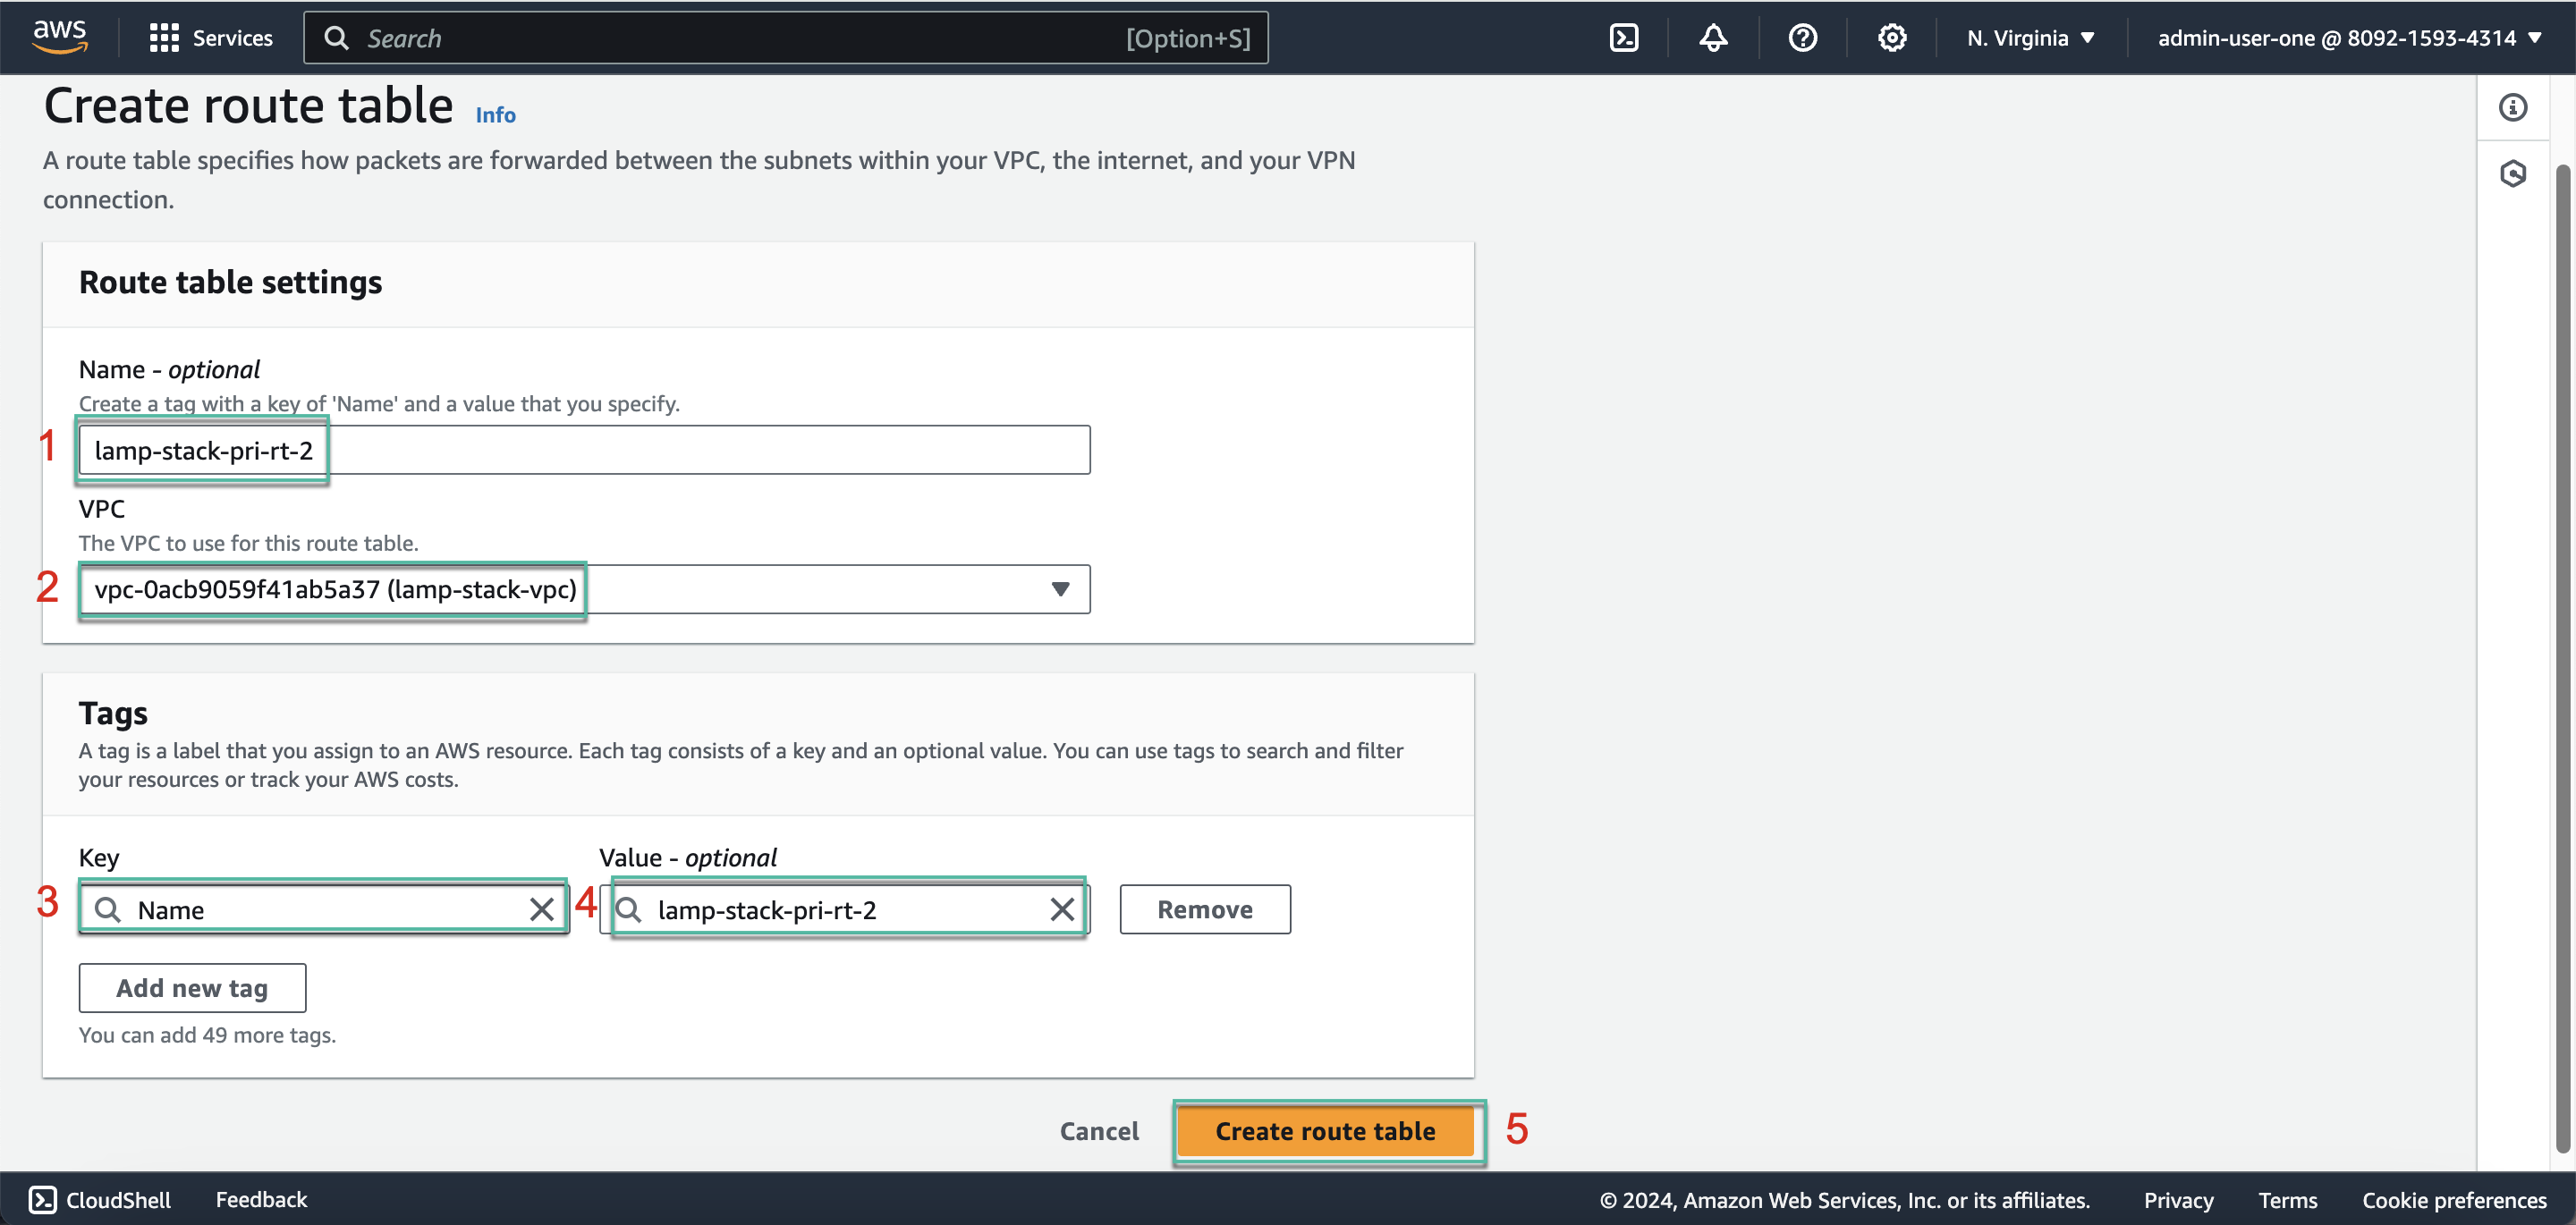 aws
Services
Search
[Option+S]
N. Virginia
admin-user-one @ 8092-1593-4314
Create route table Info
A route table specifies how packets are forwarded between the subnets within your VPC, the internet, and your VPN
connection.
Route table settings
Name - optional
Create a tag with a key of 'Name' and a value that you specify.
1
lamp-stack-pri-rt-2
VPC
The VPC to use for this route table.
2
vpc-0acb9059f41ab5a37 (lamp-stack-vpc)
Tags
A tag is a label that you assign to an AWS resource. Each tag consists of a key and an optional value. You can use tags to search and filter
your resources or track your AWS costs.
Key
Value - optional
3
Name
4
lamp-stack-pri-rt-2
Remove
Add new tag
You can add 49 more tags.
Cancel
Create route table
5
CloudShell
Feedback
© 2024, Amazon Web Services, Inc. or its affiliates.
Privacy
Terms
Cookie preferences